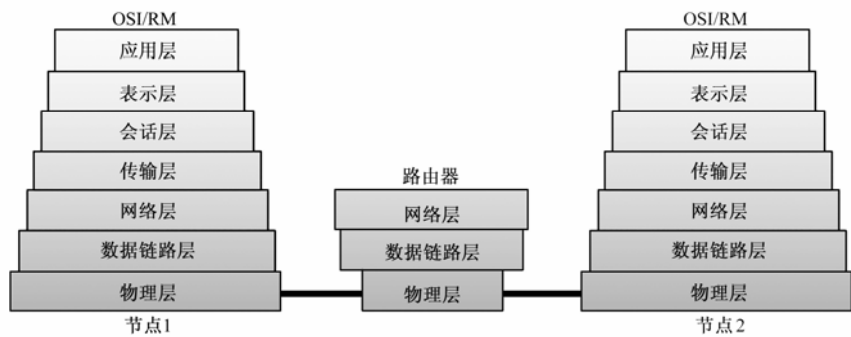 OSI/RM
应用层
表示层
会话层
传输层
网络层
数据链路层
物理层
节点1
路由器
网络层
数据链路层
物理层
OSI/RM
应用层
表示层
会话层
传输层
网络层
数据链路层
物理层
节点2